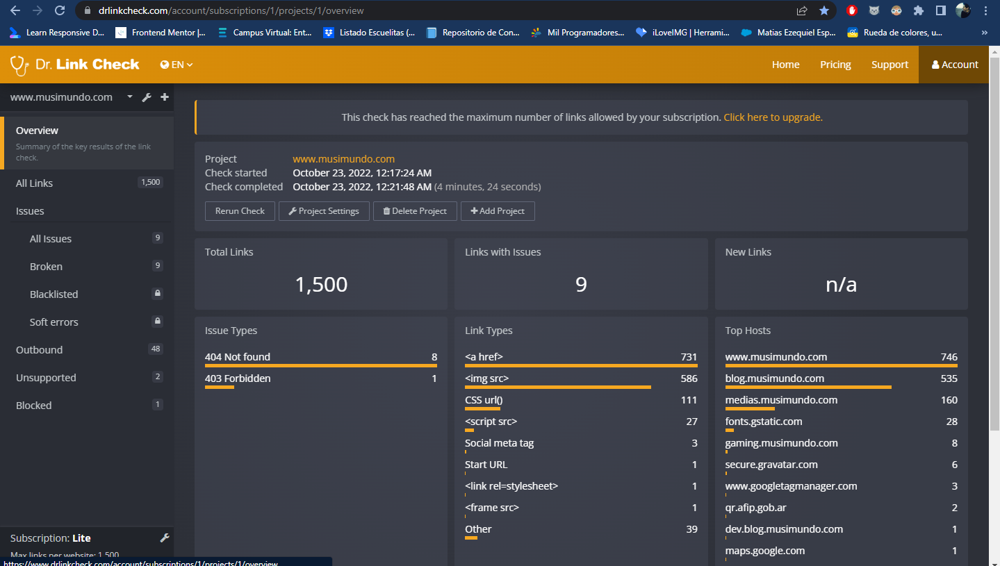 drlinkcheck.com/account/subscriptions/1/projects/1/overview
Learn Responsive D... Frontend Mentor |... Campus Virtual: Ent... Listado Escuelitas (... Repositorio de Con... Mil Programadores... iLoveIMG | Herrami... Matias Ezequiel Esp... Rueda de colores, u... »
Dr. Link Check EN Home Pricing Support Account
www.musimundo.com
Overview
Summary of the key results of the link
check.
All Links 1,500
Issues
All Issues 9
Broken 9
Blacklisted
Soft errors
Outbound 48
Unsupported 2
Blocked 1
Subscription: Lite
Max links per website: 1,500
https://www.drlinkcheck.com/account/subscriptions/1/projects/1/overview
This check has reached the maximum number of links allowed by your subscription. Click here to upgrade.
Project www.musimundo.com
Check started October 23, 2022, 12:17:24 AM
Check completed October 23, 2022, 12:21:48 AM (4 minutes, 24 seconds)
Rerun Check Project Settings Delete Project Add Project
Total Links
1,500
Links with Issues
9
New Links
n/a
Issue Types
404 Not found 8
403 Forbidden 1
Link Types
<a href> 731
<img src> 586
CSS url() 111
<script src> 27
Social meta tag 3
Start URL 1
<link rel=stylesheet> 1
<frame src> 1
Other 39
Top Hosts
www.musimundo.com 746
blog.musimundo.com 535
medias.musimundo.com 160
fonts.gstatic.com 28
gaming.musimundo.com 8
secure.gravatar.com 6
www.googletagmanager.com 3
qr.afip.gob.ar 2
dev.blog.musimundo.com 1
maps.google.com 1